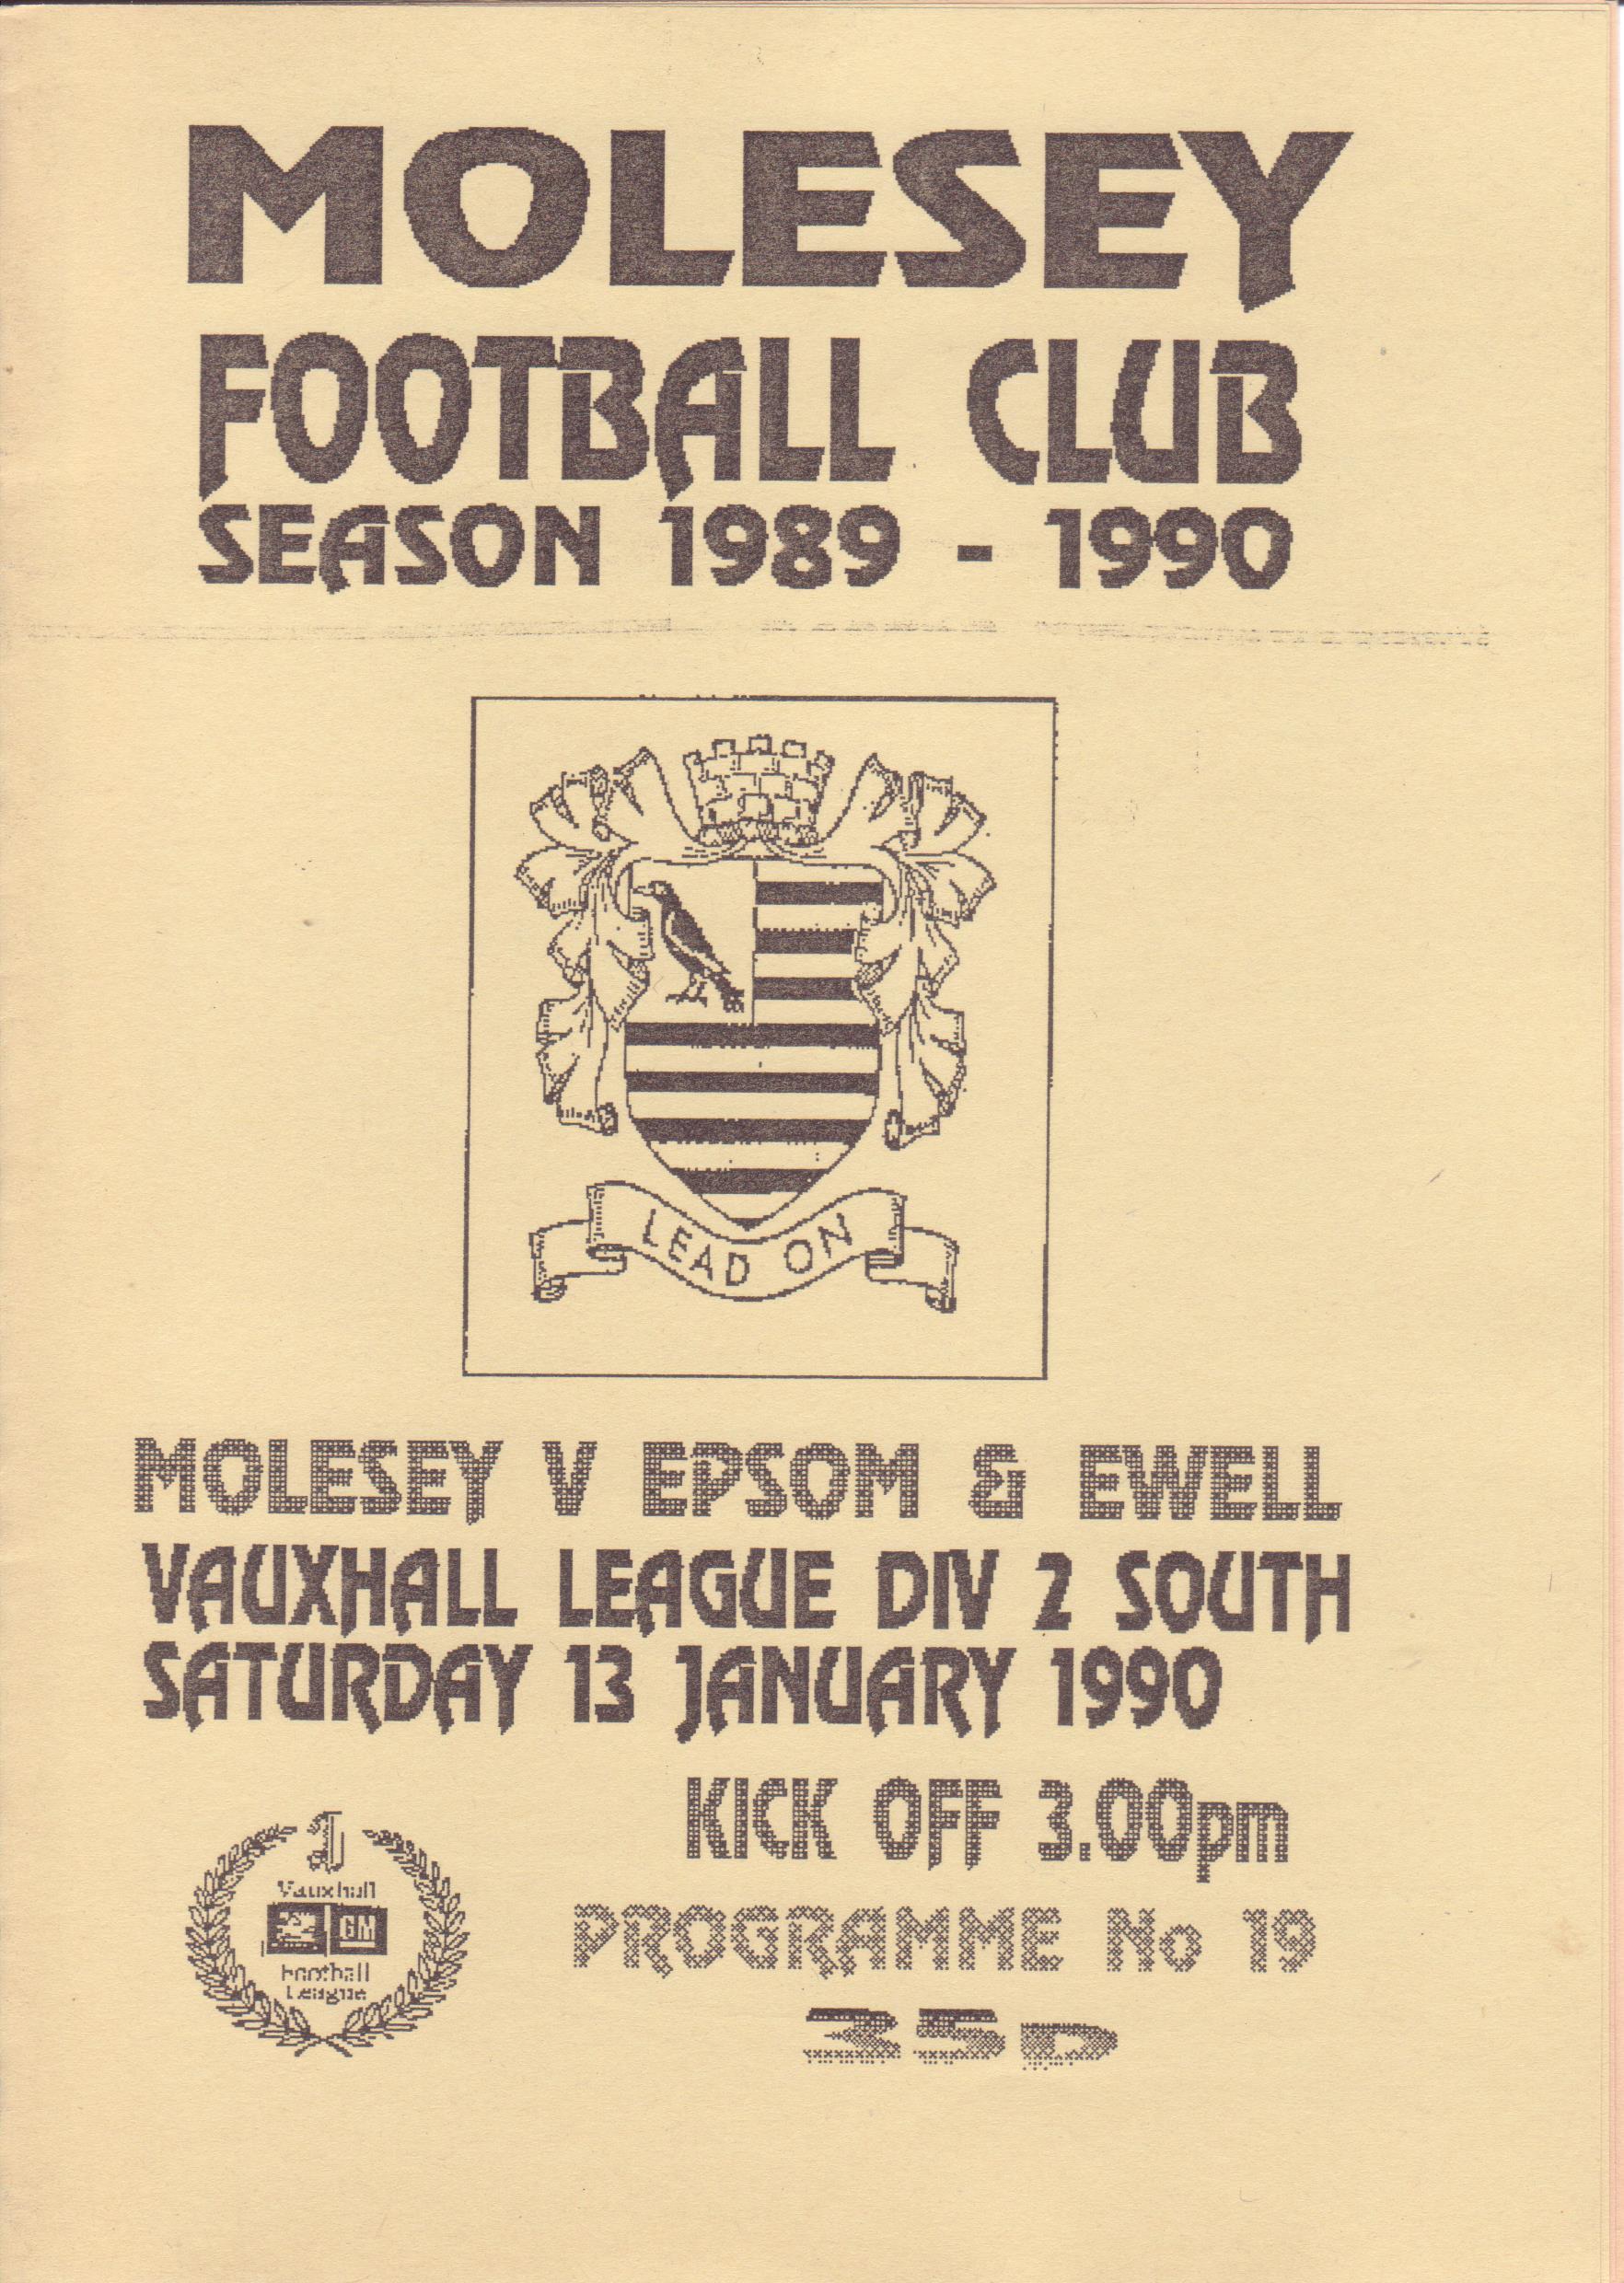 MOLESEY
FOOTBALL CLUB
SEASON 1989 - 1990
LEAD ON
MOLESEY V EPSOM & EWELL
VAUXHALL LEAGUE DIV 2 SOUTH
SATURDAY 13 JANUARY 1990
KICK OFF 3.00pm
Vauxhall
GM
Football
League
PROGRAMME No 19
35D